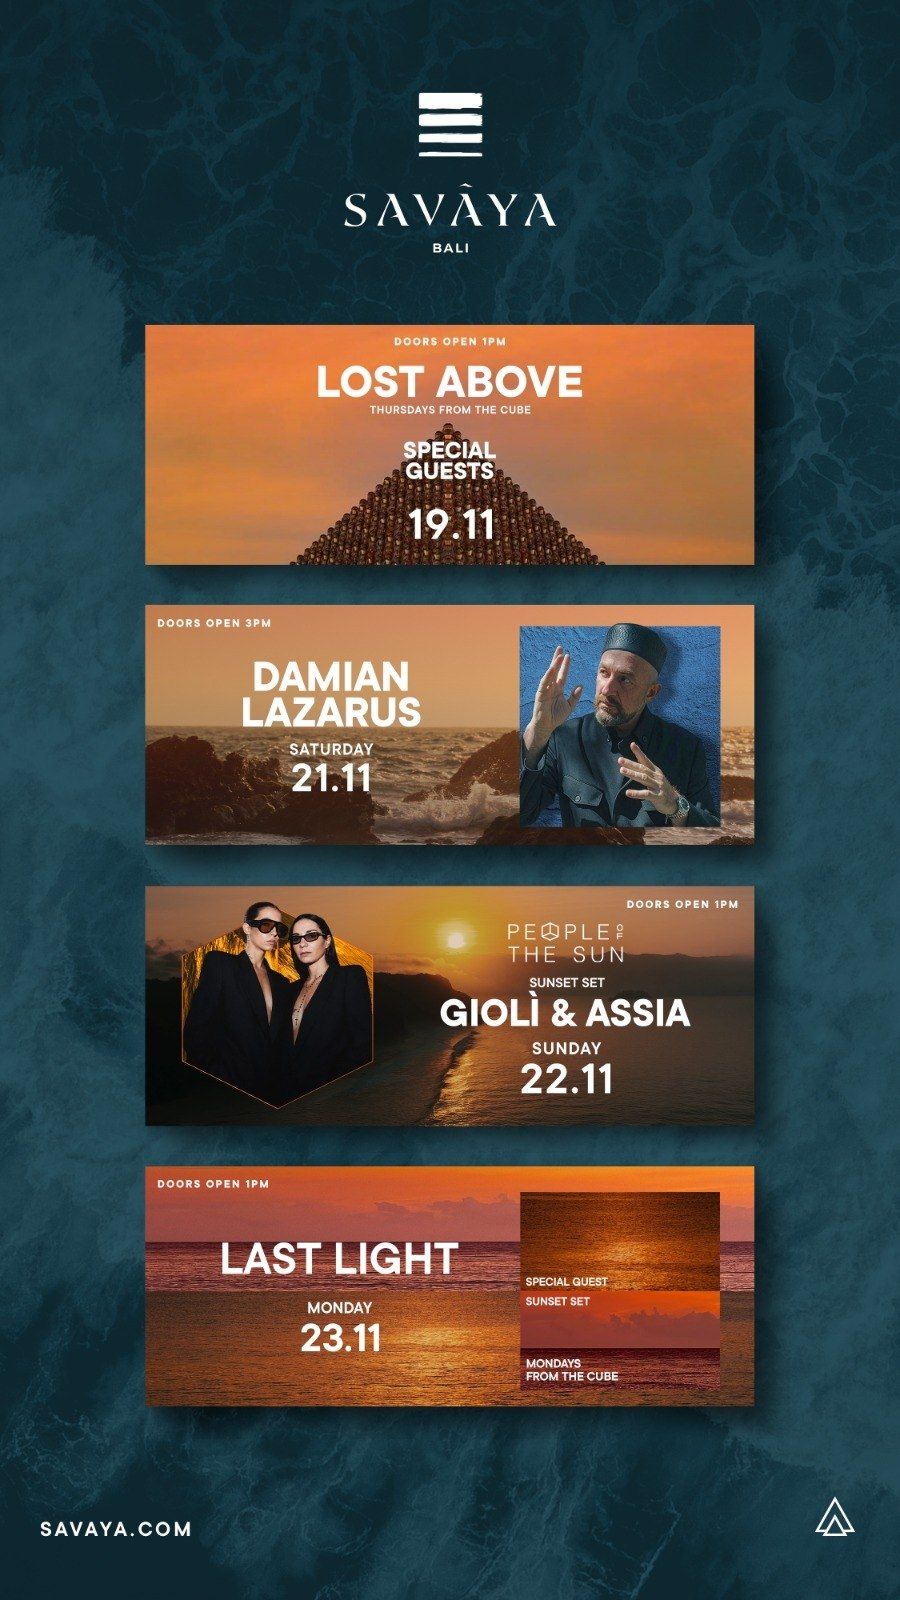 SAVÂYA
BALI
DOORS OPEN 1PM
LOST ABOVE
THURSDAYS FROM THE CUBE
SPECIAL
GUESTS
19.11
DOORS OPEN 3PM
DAMIAN
LAZARUS
SATURDAY
21.11
DOORS OPEN 1PM
PEOPLE OF
THE SUN
SUNSET SET
GIOLÌ & ASSIA
SUNDAY
22.11
DOORS OPEN 1PM
LAST LIGHT
MONDAY
23.11
SPECIAL GUEST
SUNSET SET
MONDAYS
FROM THE CUBE
SAVAYA.COM